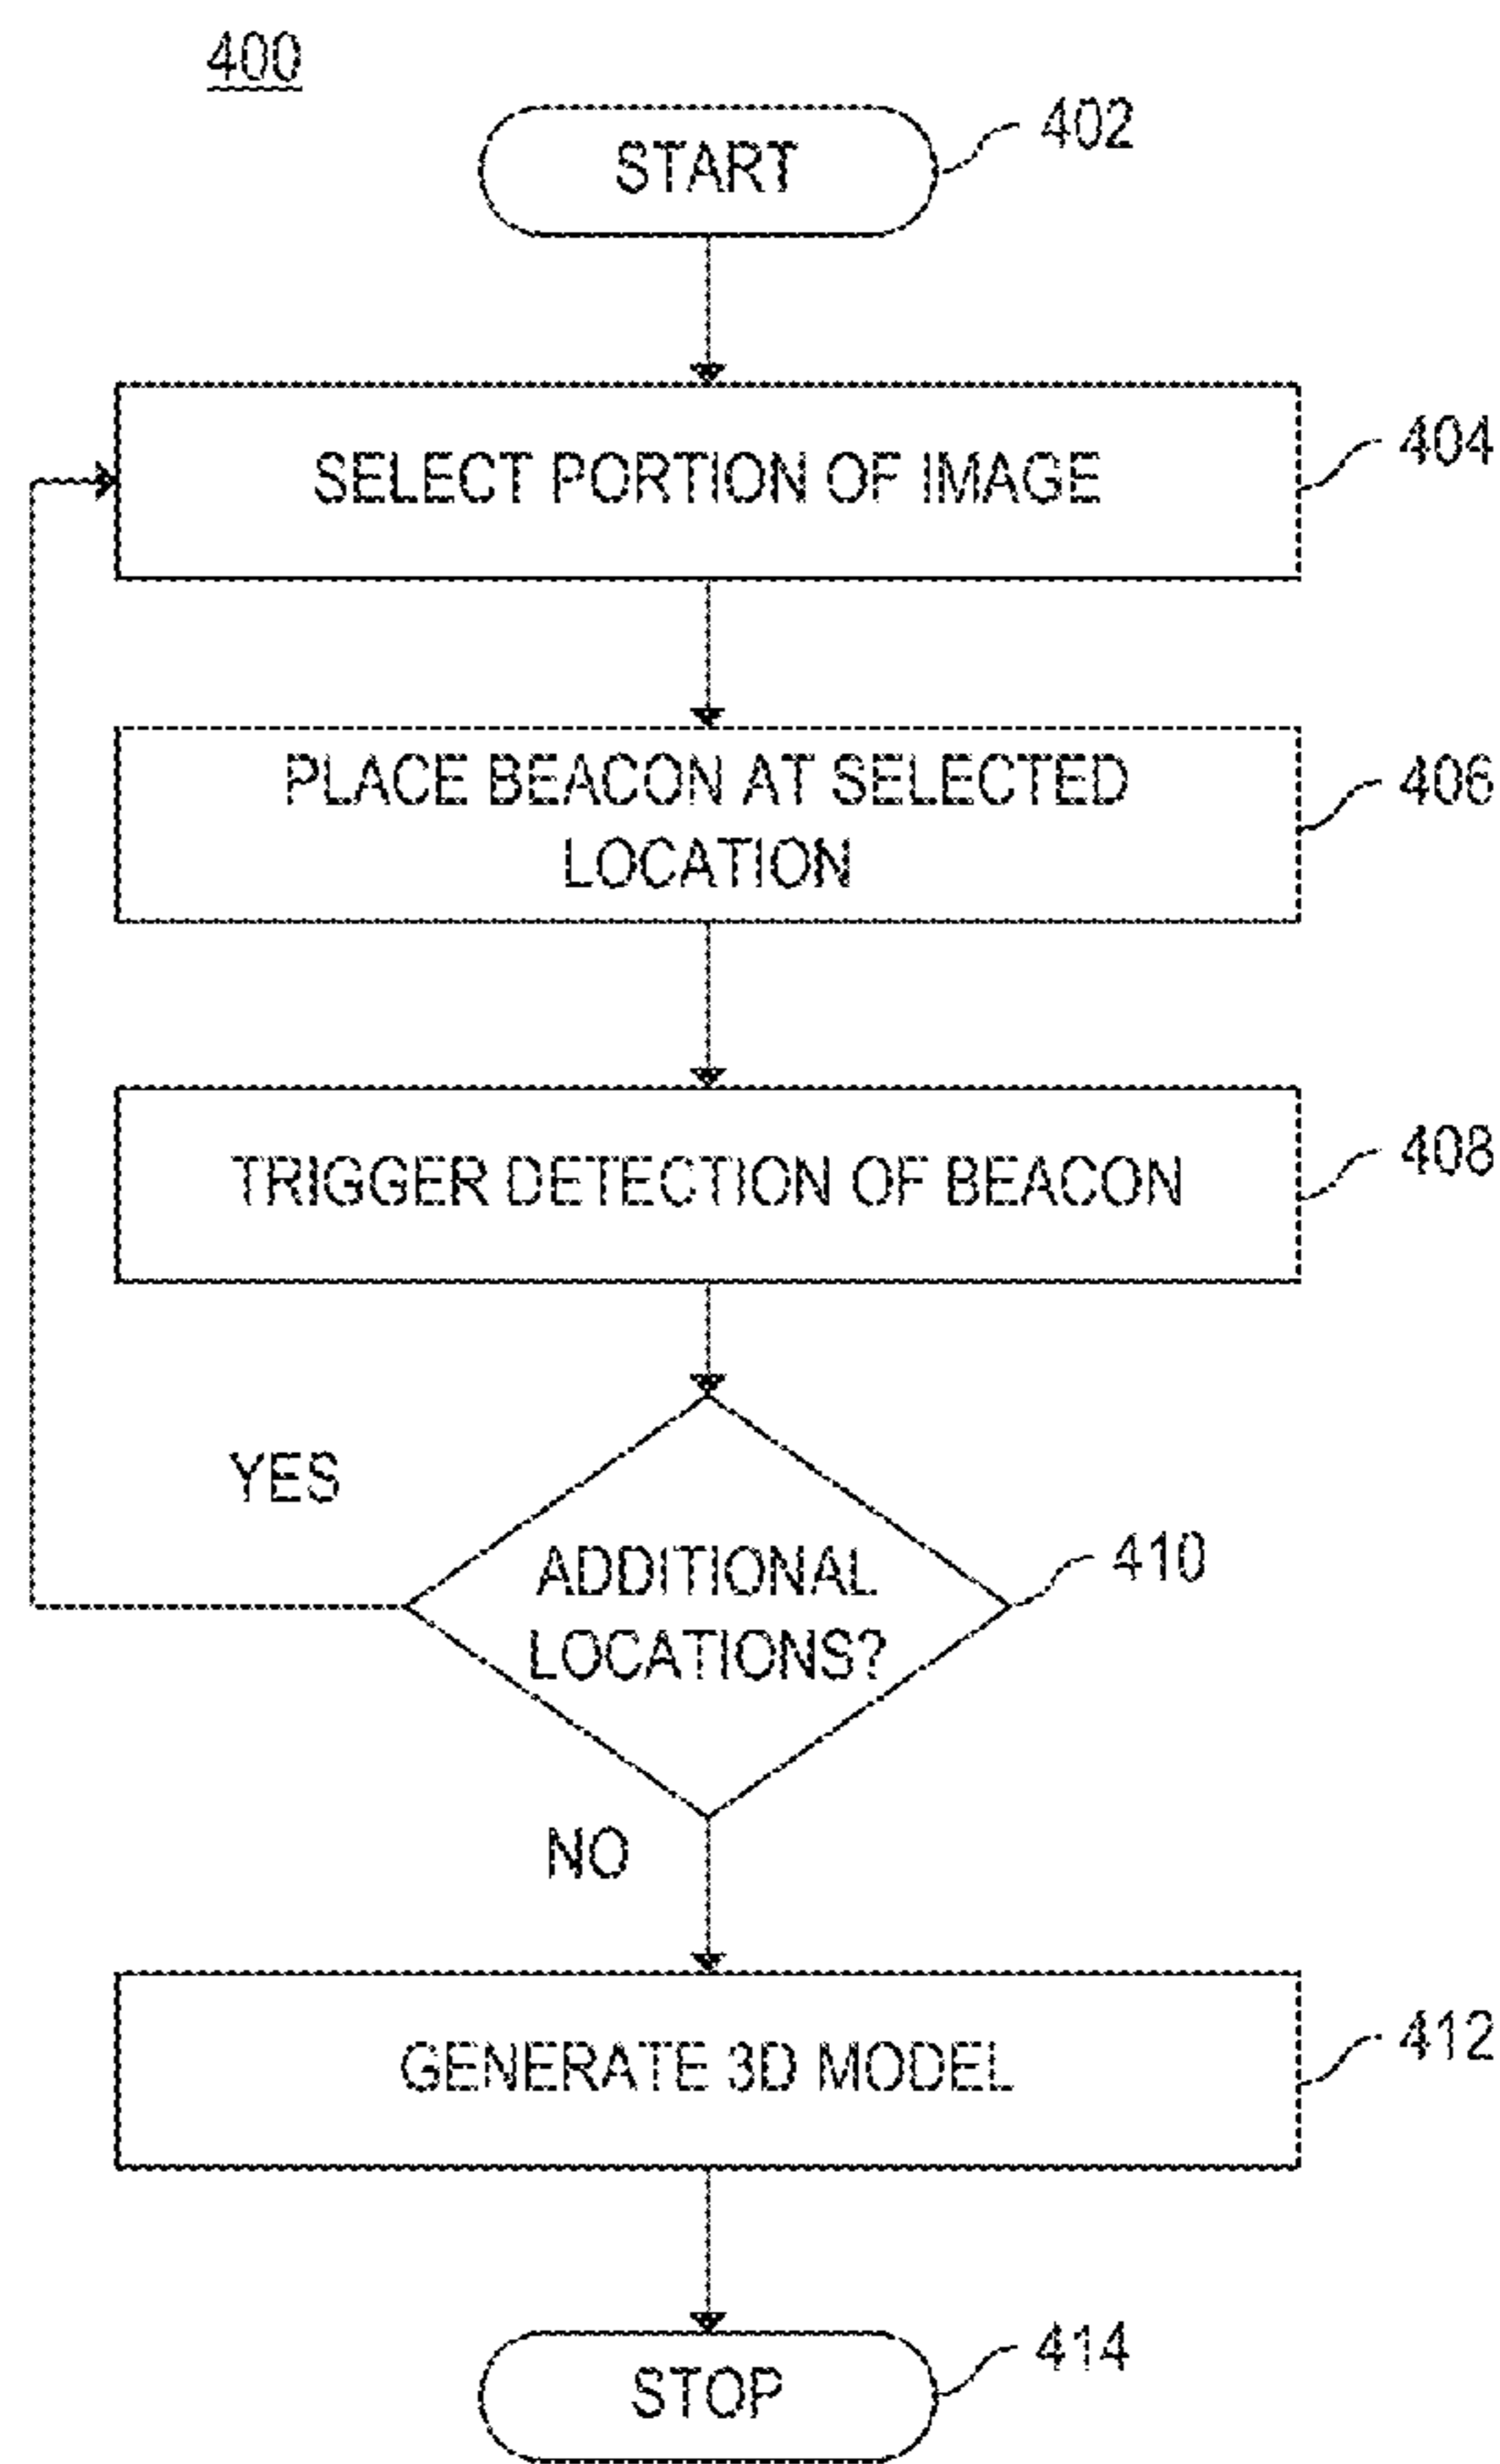 400
START
402
SELECT PORTION OF IMAGE
404
PLACE BEACON AT SELECTED
LOCATION
406
TRIGGER DETECTION OF BEACON
408
YES
ADDITIONAL
LOCATIONS?
410
NO
GENERATE 3D MODEL
412
STOP
414